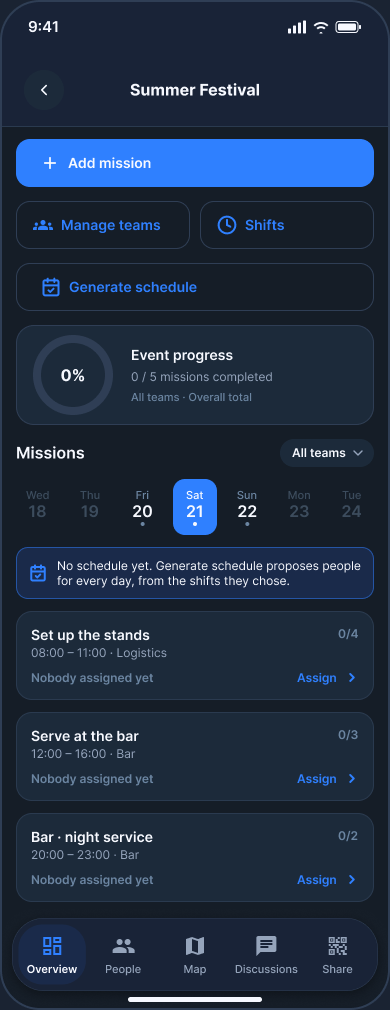 9:41
Summer Festival
Add mission
Manage teams
Shifts
Generate schedule
0%
Event progress
0 / 5 missions completed
All teams · Overall total
Missions
All teams
Wed Thu Fri Sat Sun Mon Tue
18 19 20 21 22 23 24
No schedule yet. Generate schedule proposes people
for every day, from the shifts they chose.
Set up the stands 0/4
08:00 – 11:00 · Logistics
Nobody assigned yet Assign
Serve at the bar 0/3
12:00 – 16:00 · Bar
Nobody assigned yet Assign
Bar · night service 0/2
20:00 – 23:00 · Bar
Nobody assigned yet Assign
Overview People Map Discussions Share